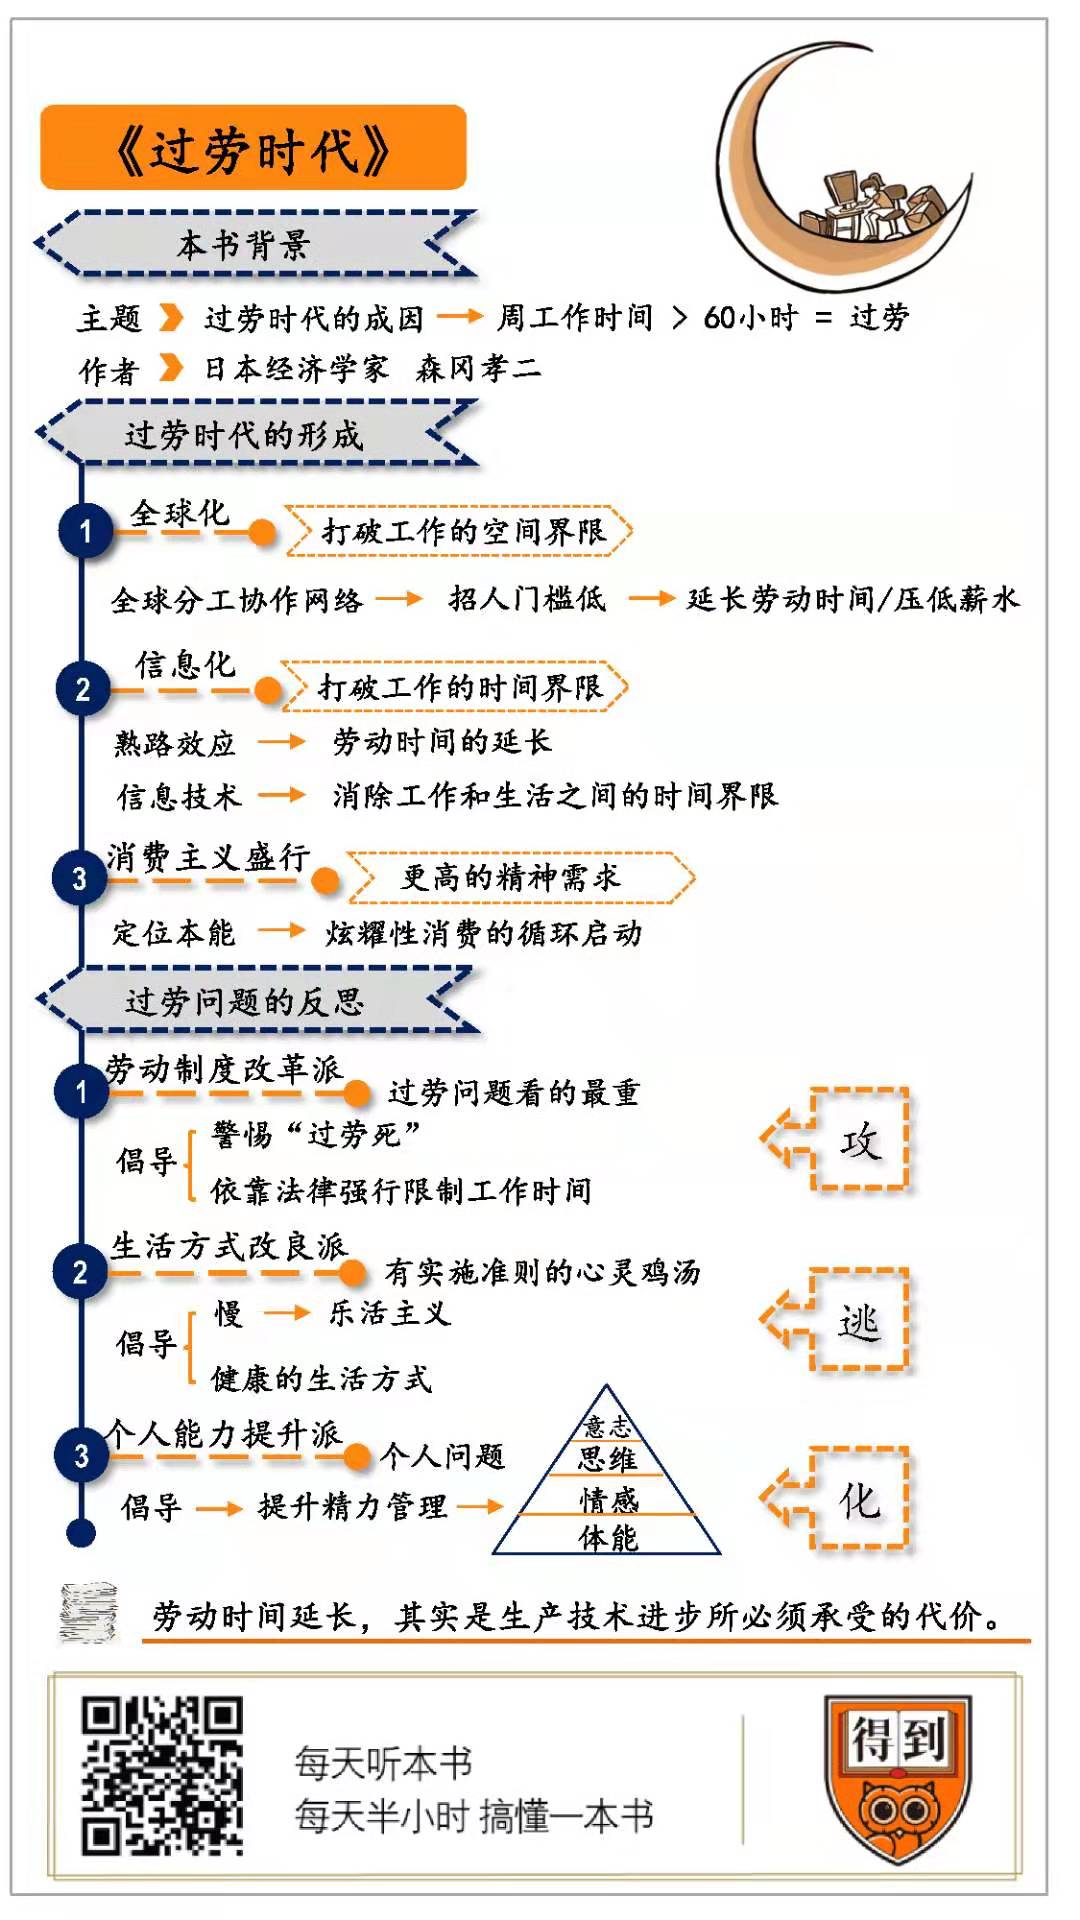 《过劳时代》
本书背景
主题 过劳时代的成因 周工作时间 > 60小时 = 过劳
作者 日本经济学家 森冈孝二
过劳时代的形成
1 全球化 打破工作的空间界限
全球分工协作网络 招人门槛低 延长劳动时间/压低薪水
2 信息化 打破工作的时间界限
熟路效应 劳动时间的延长
信息技术 消除工作和生活之间的时间界限
3 消费主义盛行 更高的精神需求
定位本能 炫耀性消费的循环启动
过劳问题的反思
1 劳动制度改革派 过劳问题看的最重
倡导 警惕“过劳死”
依靠法律强行限制工作时间
攻
2 生活方式改良派 有实施准则的心灵鸡汤
倡导 慢 乐活主义
健康的生活方式
逃
3 个人能力提升派 个人问题
倡导 提升精力管理
意志
思维
情感
体能
化
劳动时间延长，其实是生产技术进步所必须承受的代价。
每天听本书
每天半小时 搞懂一本书
得到